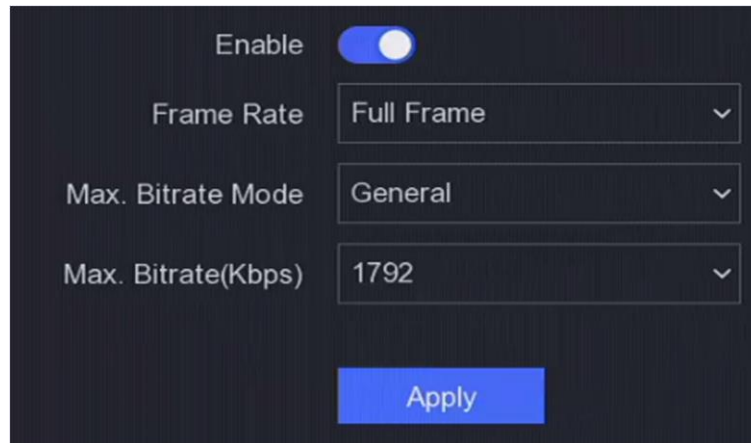 Enable
Frame Rate Full Frame
Max. Bitrate Mode General
Max. Bitrate(Kbps) 1792
Apply